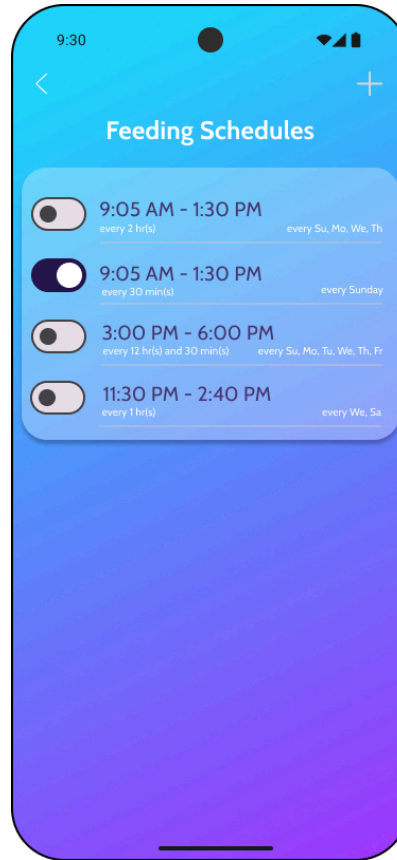 9:30
Feeding Schedules
9:05 AM - 1:30 PM
every 2 hr(s) every Su, Mo, We, Th
9:05 AM - 1:30 PM
every 30 min(s) every Sunday
3:00 PM - 6:00 PM
every 12 hr(s) and 30 min(s) every Su, Mo, Tu, We, Th, Fr
11:30 PM - 2:40 PM
every 1 hr(s) every We, Sa